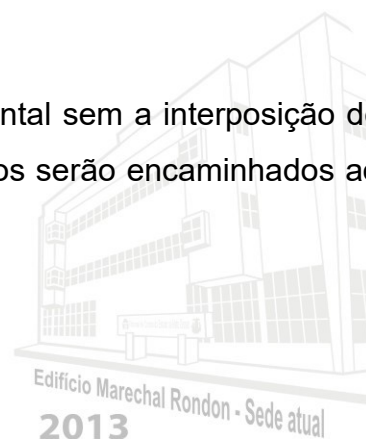 ntal sem a interposição d
os serão encaminhados a
Edifício Marechal Rondon - Sede atual
2013